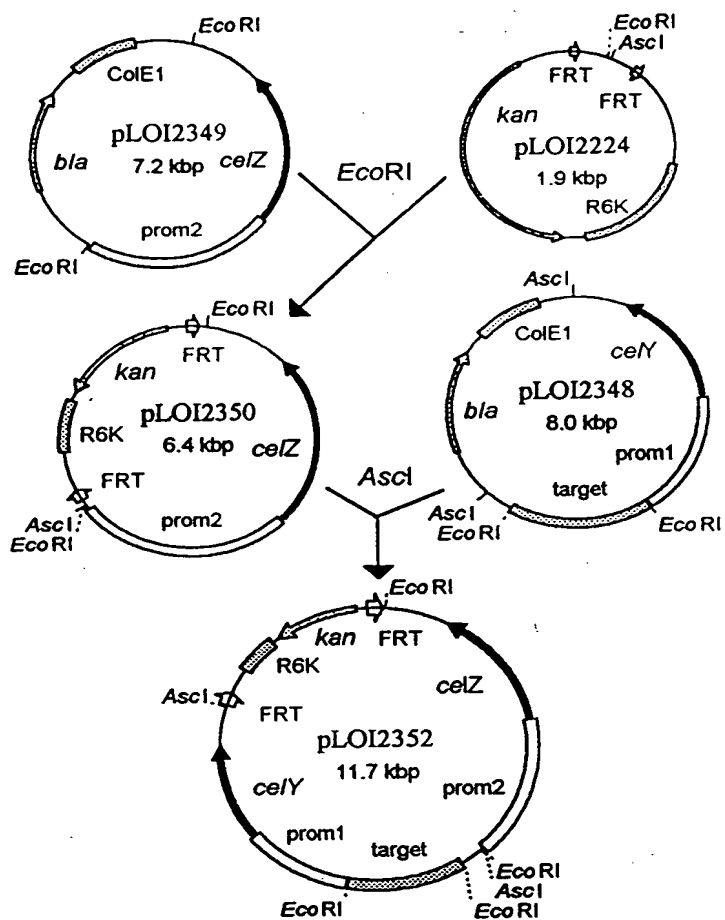 EcoRI
ColE1
bla
pLOI2349
7.2 kbp
celZ
prom2
EcoRI
EcoRI
EcoRI
AscI
FRT
FRT
kan
pLOI2224
1.9 kbp
R6K
EcoRI
FRT
kan
R6K
pLOI2350
6.4 kbp
celZ
FRT
AscI
EcoRI
prom2
AscI
AscI
ColE1
celY
bla
pLOI2348
8.0 kbp
prom1
target
AscI
EcoRI
EcoRI
EcoRI
kan
FRT
R6K
AscI
FRT
celZ
pLOI2352
11.7 kbp
celY
prom2
prom1
target
EcoRI
EcoRI
AscI
EcoRI